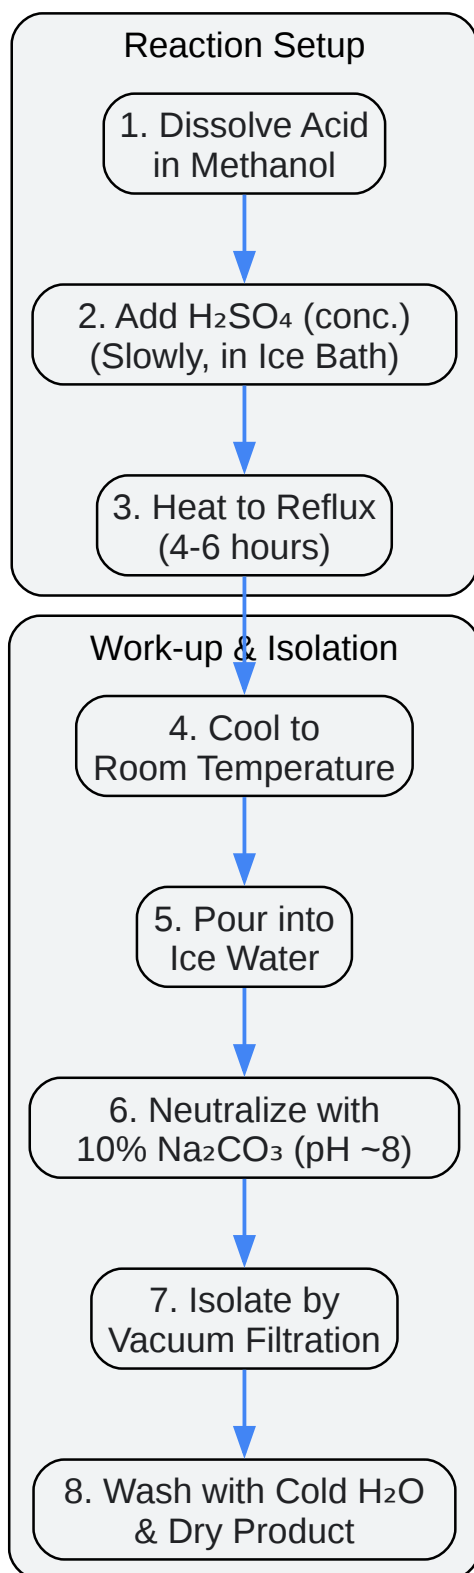 Reaction Setup
1. Dissolve Acid
in Methanol
2. Add H₂SO₄ (conc.)
(Slowly, in Ice Bath)
3. Heat to Reflux
(4-6 hours)
Work-up & Isolation
4. Cool to
Room Temperature
5. Pour into
Ice Water
6. Neutralize with
10% Na₂CO₃ (pH ~8)
7. Isolate by
Vacuum Filtration
8. Wash with Cold H₂O
& Dry Product